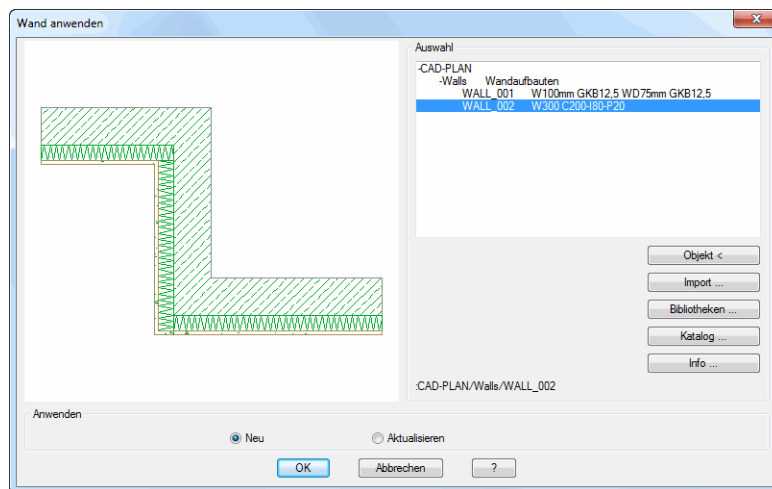 Wand anwenden
Auswahl
-CAD-PLAN
-Walls Wandaufbauten
WALL_001 W100mm GKB12,5 WD75mm GKB12,5
WALL_002 W300 C200-I80-P20
Objekt <
Import ...
Bibliotheken ...
Katalog ...
Info ...
:CAD-PLAN/Walls/WALL_002
Anwenden
Neu Aktualisieren
OK Abbrechen ?